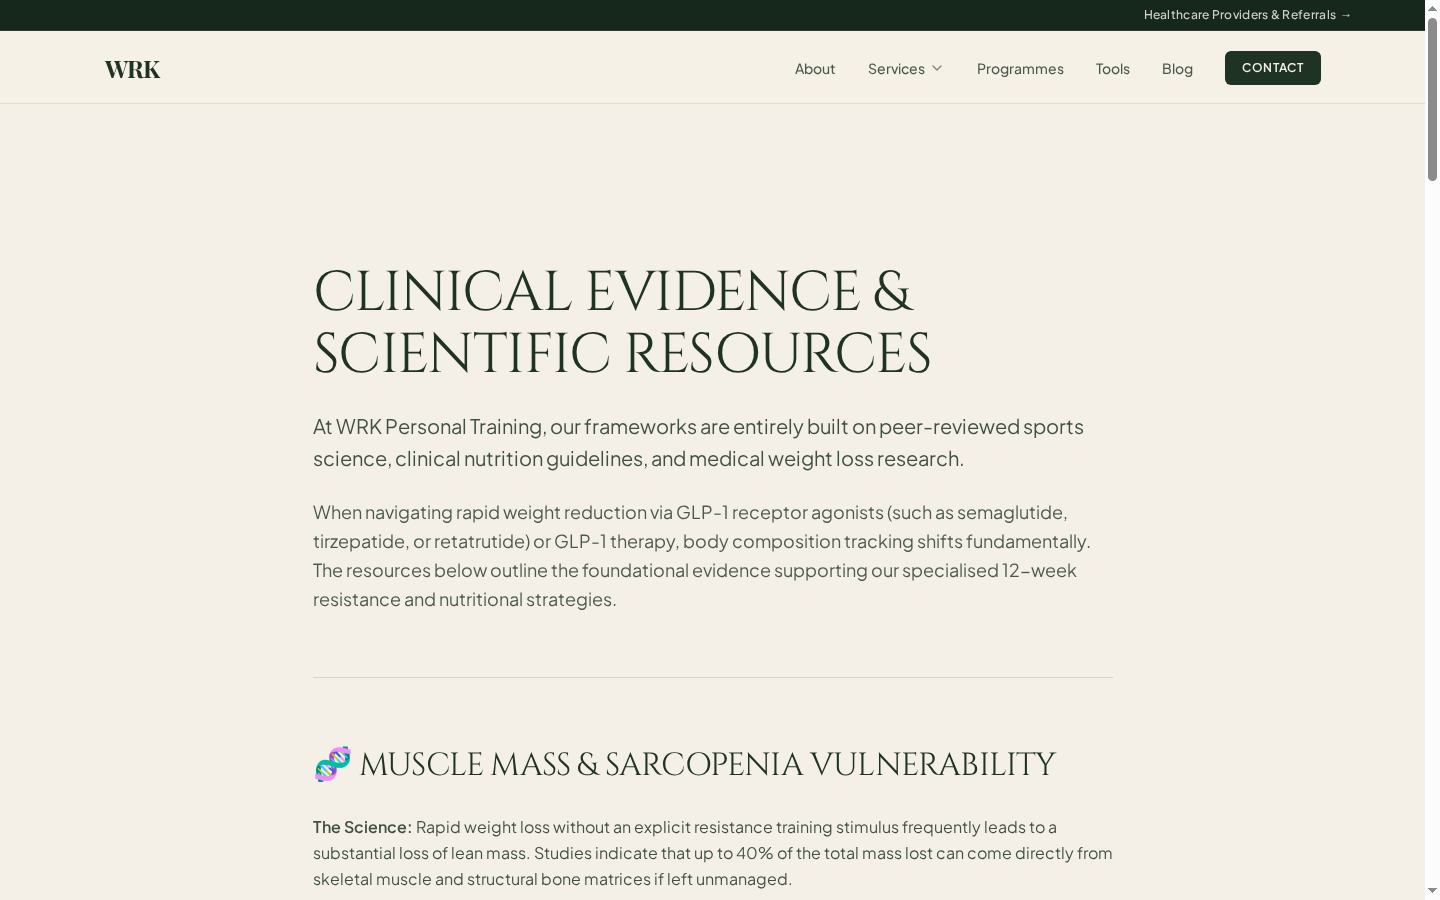 Healthcare Providers & Referrals →
WRK
About
Services
Programmes
Tools
Blog
CONTACT
CLINICAL EVIDENCE &
SCIENTIFIC RESOURCES
At WRK Personal Training, our frameworks are entirely built on peer-reviewed sports
science, clinical nutrition guidelines, and medical weight loss research.
When navigating rapid weight reduction via GLP-1 receptor agonists (such as semaglutide,
tirzepatide, or retatrutide) or GLP-1 therapy, body composition tracking shifts fundamentally.
The resources below outline the foundational evidence supporting our specialised 12–week
resistance and nutritional strategies.
🧬 MUSCLE MASS & SARCOPENIA VULNERABILITY
The Science: Rapid weight loss without an explicit resistance training stimulus frequently leads to a
substantial loss of lean mass. Studies indicate that up to 40% of the total mass lost can come directly from
skeletal muscle and structural bone matrices if left unmanaged.